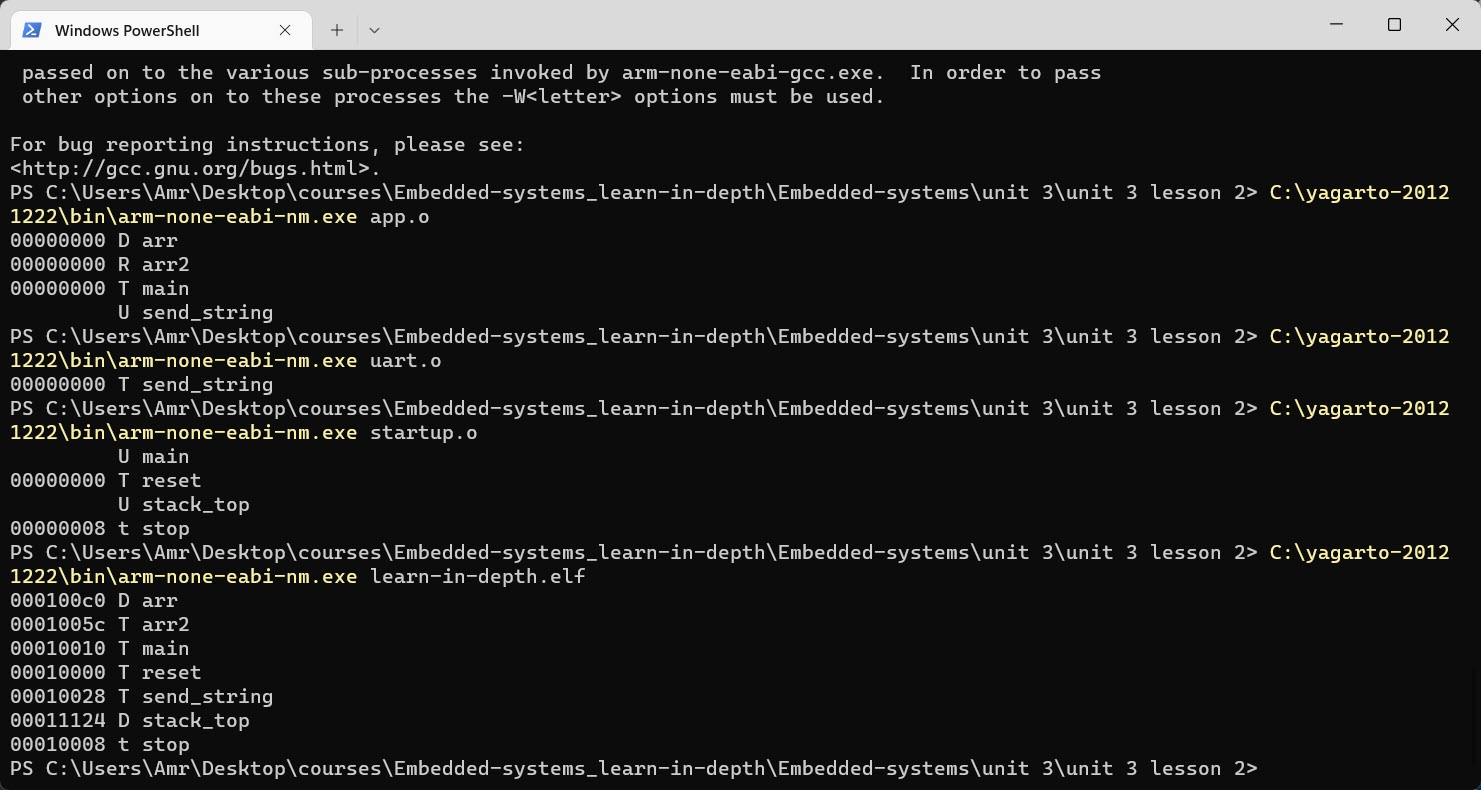 Windows PowerShell
passed on to the various sub-processes invoked by arm-none-eabi-gcc.exe.  In order to pass
other options on to these processes the -W<letter> options must be used.
For bug reporting instructions, please see:
<http://gcc.gnu.org/bugs.html>.
PS C:\Users\Amr\Desktop\courses\Embedded-systems_learn-in-depth\Embedded-systems\unit 3\unit 3 lesson 2> C:\yagarto-2012
1222\bin\arm-none-eabi-nm.exe app.o
00000000 D arr
00000000 R arr2
00000000 T main
         U send_string
PS C:\Users\Amr\Desktop\courses\Embedded-systems_learn-in-depth\Embedded-systems\unit 3\unit 3 lesson 2> C:\yagarto-2012
1222\bin\arm-none-eabi-nm.exe uart.o
00000000 T send_string
PS C:\Users\Amr\Desktop\courses\Embedded-systems_learn-in-depth\Embedded-systems\unit 3\unit 3 lesson 2> C:\yagarto-2012
1222\bin\arm-none-eabi-nm.exe startup.o
         U main
00000000 T reset
         U stack_top
00000008 t stop
PS C:\Users\Amr\Desktop\courses\Embedded-systems_learn-in-depth\Embedded-systems\unit 3\unit 3 lesson 2> C:\yagarto-2012
1222\bin\arm-none-eabi-nm.exe learn-in-depth.elf
000100c0 D arr
0001005c T arr2
00010010 T main
00010000 T reset
00010028 T send_string
00011124 D stack_top
00010008 t stop
PS C:\Users\Amr\Desktop\courses\Embedded-systems_learn-in-depth\Embedded-systems\unit 3\unit 3 lesson 2>